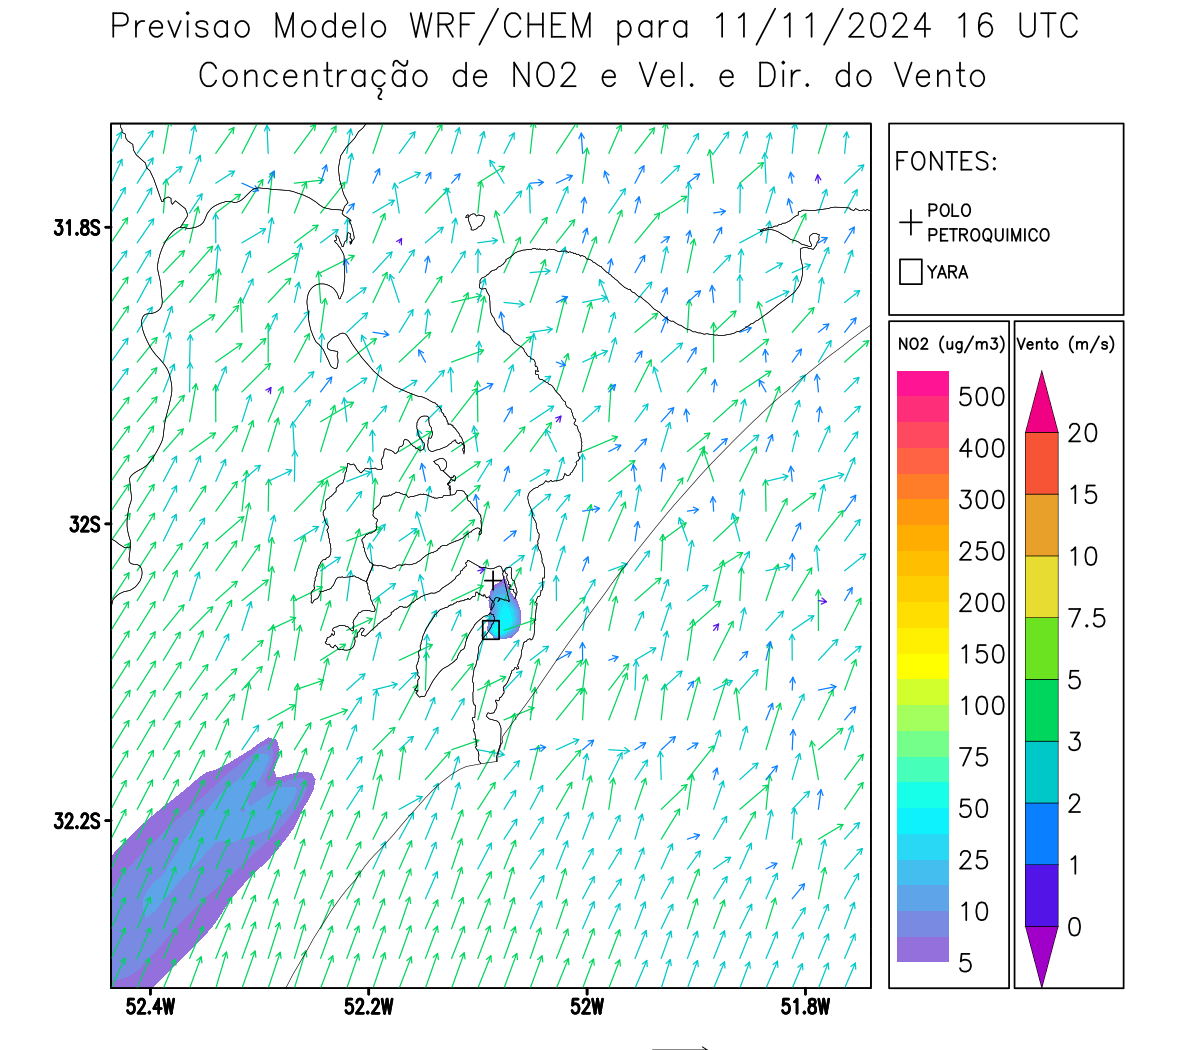 Previsao Modelo WRF/CHEM para 11/11/2024 16 UTC
Concentração de NO2 e Vel. e Dir. do Vento
FONTES:
POLO
PETROQUIMICO
YARA
31.8S
32S
32.2S
52.4W
52.2W
52W
51.8W
NO2 (ug/m3)
500
400
300
250
200
150
100
75
50
25
10
5
Vento (m/s)
20
15
10
7.5
5
3
2
1
0